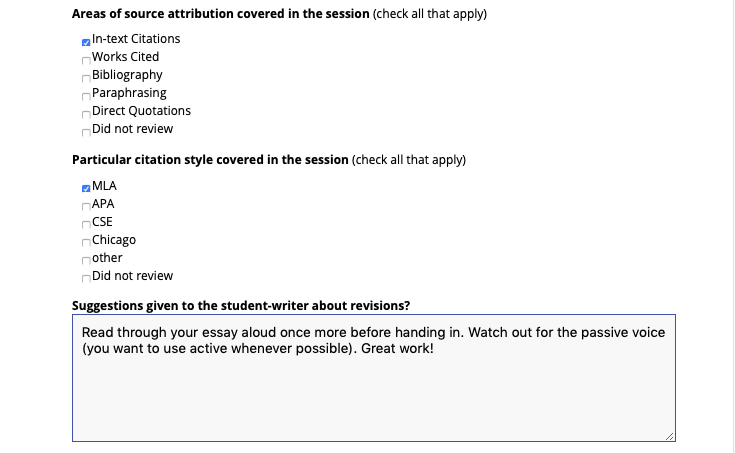 Areas of source attribution covered in the session (check all that apply)
In-text Citations
Works Cited
Bibliography
Paraphrasing
Direct Quotations
Did not review
Particular citation style covered in the session (check all that apply)
MLA
APA
CSE
Chicago
other
Did not review
Suggestions given to the student-writer about revisions?
Read through your essay aloud once more before handing in. Watch out for the passive voice
(you want to use active whenever possible). Great work!